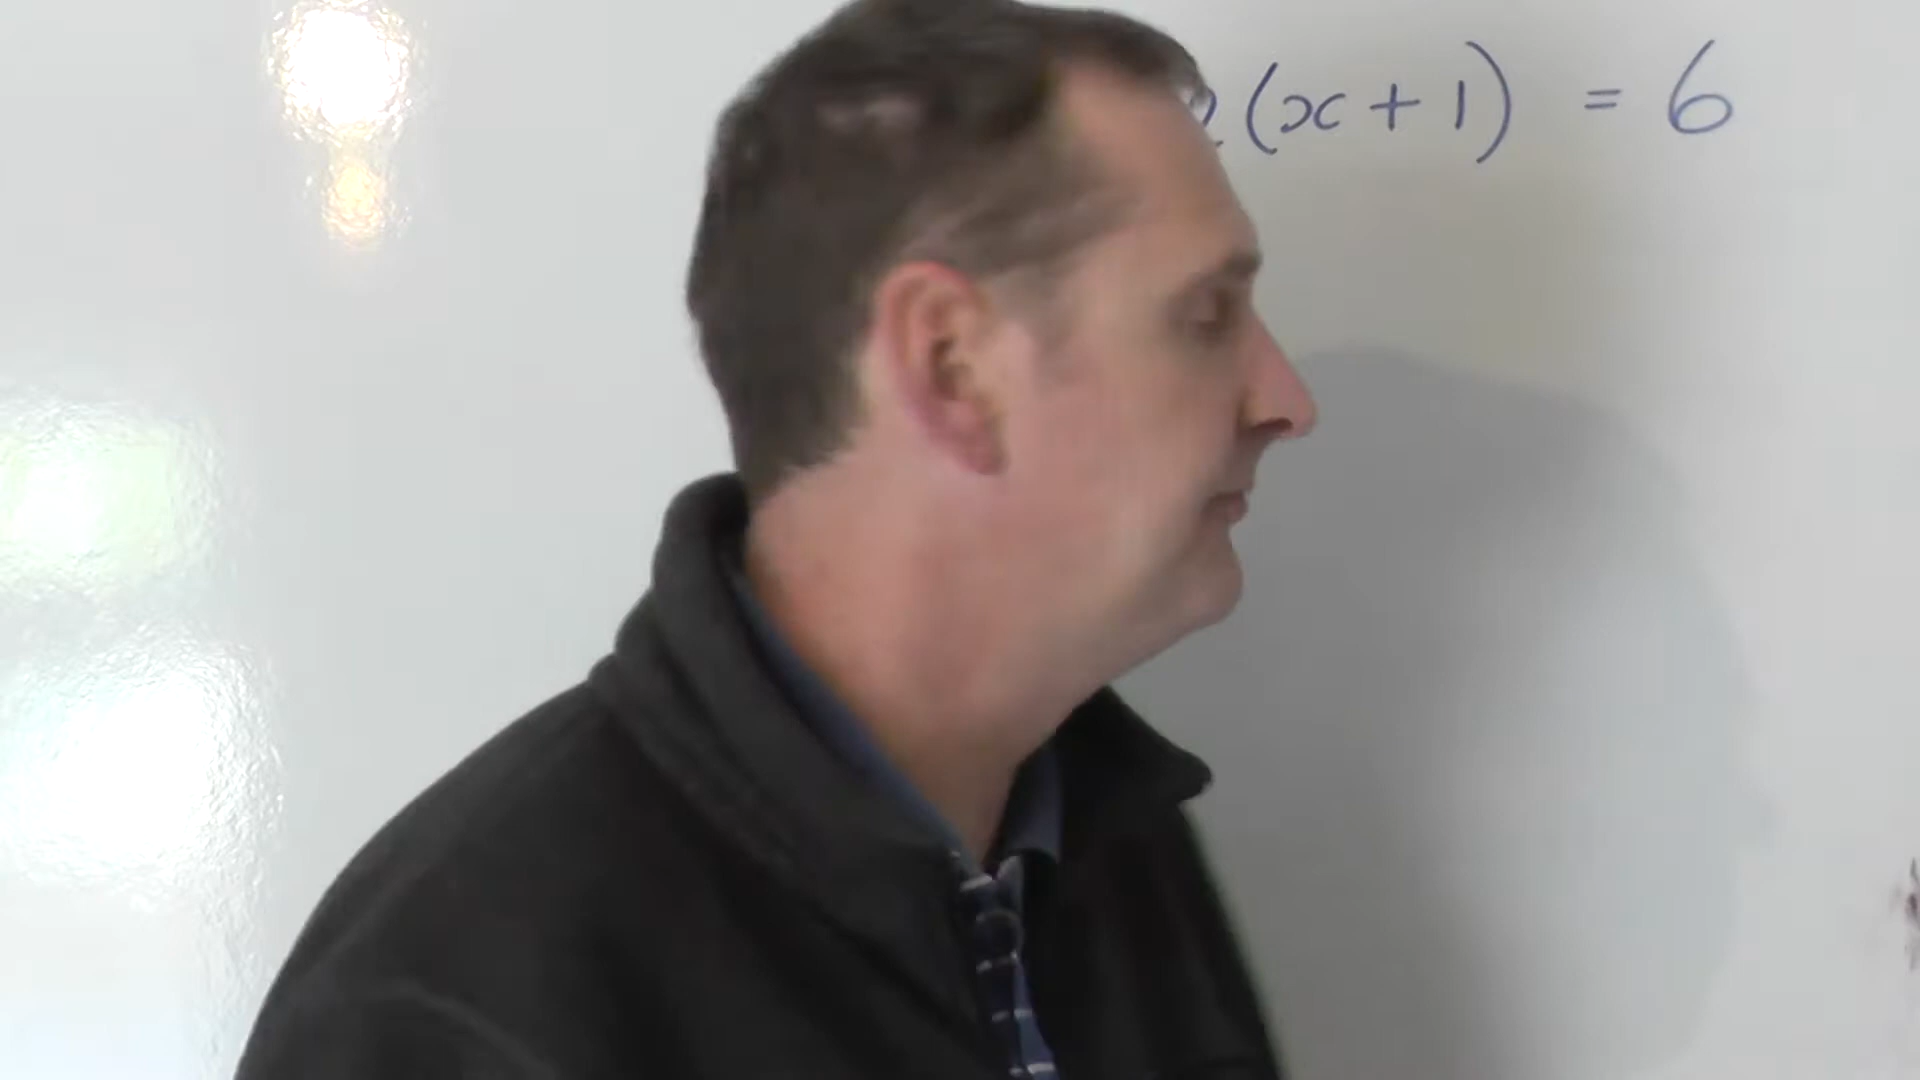 (x + 1) = 6